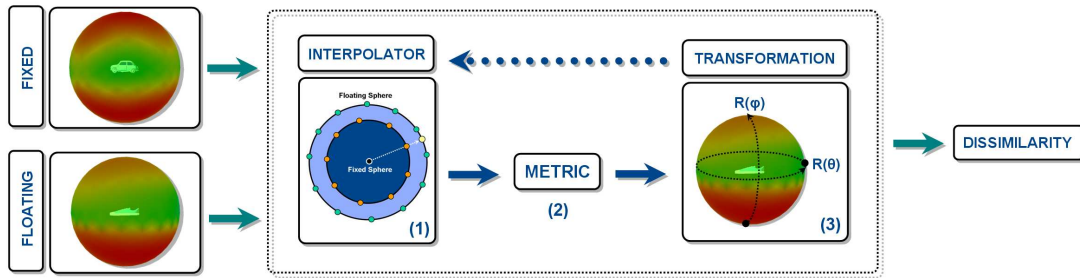 FIXED
FLOATING
INTERPOLATOR
Floating Sphere
Fixed Sphere
(1)
METRIC
(2)
TRANSFORMATION
R(φ)
R(θ)
(3)
DISSIMILARITY